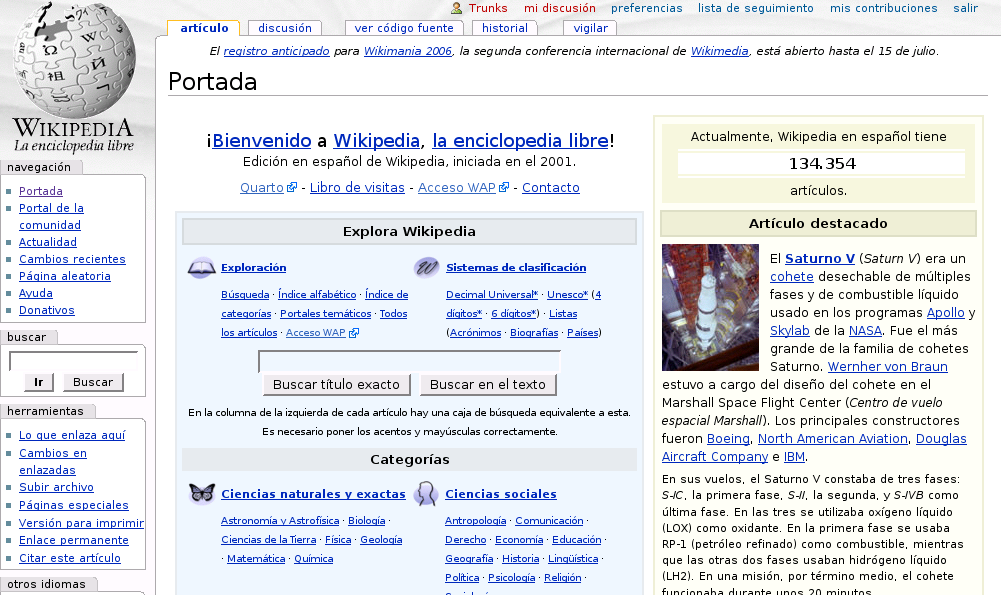 Trunks mi discusión preferencias lista de seguimiento mis contribuciones salir
artículo discusión ver código fuente historial vigilar
El registro anticipado para Wikimania 2006, la segunda conferencia internacional de Wikimedia, está abierto hasta el 15 de julio.
Portada
WIKIPEDIA
La enciclopedia libre
navegación
Portada
Portal de la
comunidad
Actualidad
Cambios recientes
Página aleatoria
Ayuda
Donativos
buscar
Ir Buscar
herramientas
Lo que enlaza aquí
Cambios en
enlazadas
Subir archivo
Páginas especiales
Versión para imprimir
Enlace permanente
Citar este artículo
otros idiomas
¡Bienvenido a Wikipedia, la enciclopedia libre!
Edición en español de Wikipedia, iniciada en el 2001.
Quarto - Libro de visitas - Acceso WAP - Contacto
Explora Wikipedia
Exploración
Búsqueda · Índice alfabético · Índice de
categorías · Portales temáticos · Todos
los artículos · Acceso WAP
Sistemas de clasificación
Decimal Universal* · Unesco* (4
dígitos* · 6 dígitos*) · Listas
(Acrónimos · Biografías · Países)
Buscar título exacto Buscar en el texto
En la columna de la izquierda de cada artículo hay una caja de búsqueda equivalente a esta.
Es necesario poner los acentos y mayúsculas correctamente.
Categorías
Ciencias naturales y exactas
Astronomía y Astrofísica · Biología ·
Ciencias de la Tierra · Física · Geología
· Matemática · Química
Ciencias sociales
Antropología · Comunicación ·
Derecho · Economía · Educación ·
Geografía · Historia · Lingüística ·
Política · Psicología · Religión ·
Actualmente, Wikipedia en español tiene
134.354
artículos.
Artículo destacado
El Saturno V (Saturn V) era un
cohete desechable de múltiples
fases y de combustible líquido
usado en los programas Apollo y
Skylab de la NASA. Fue el más
grande de la familia de cohetes
Saturno. Wernher von Braun
estuvo a cargo del diseño del cohete en el
Marshall Space Flight Center (Centro de vuelo
espacial Marshall). Los principales constructores
fueron Boeing, North American Aviation, Douglas
Aircraft Company e IBM.
En sus vuelos, el Saturno V constaba de tres fases:
S-IC, la primera fase, S-II, la segunda, y S-IVB como
última fase. En las tres se utilizaba oxígeno líquido
(LOX) como oxidante. En la primera fase se usaba
RP-1 (petróleo refinado) como combustible, mientras
que las otras dos fases usaban hidrógeno líquido
(LH2). En una misión, por término medio, el cohete
funcionaba durante unos 20 minutos.